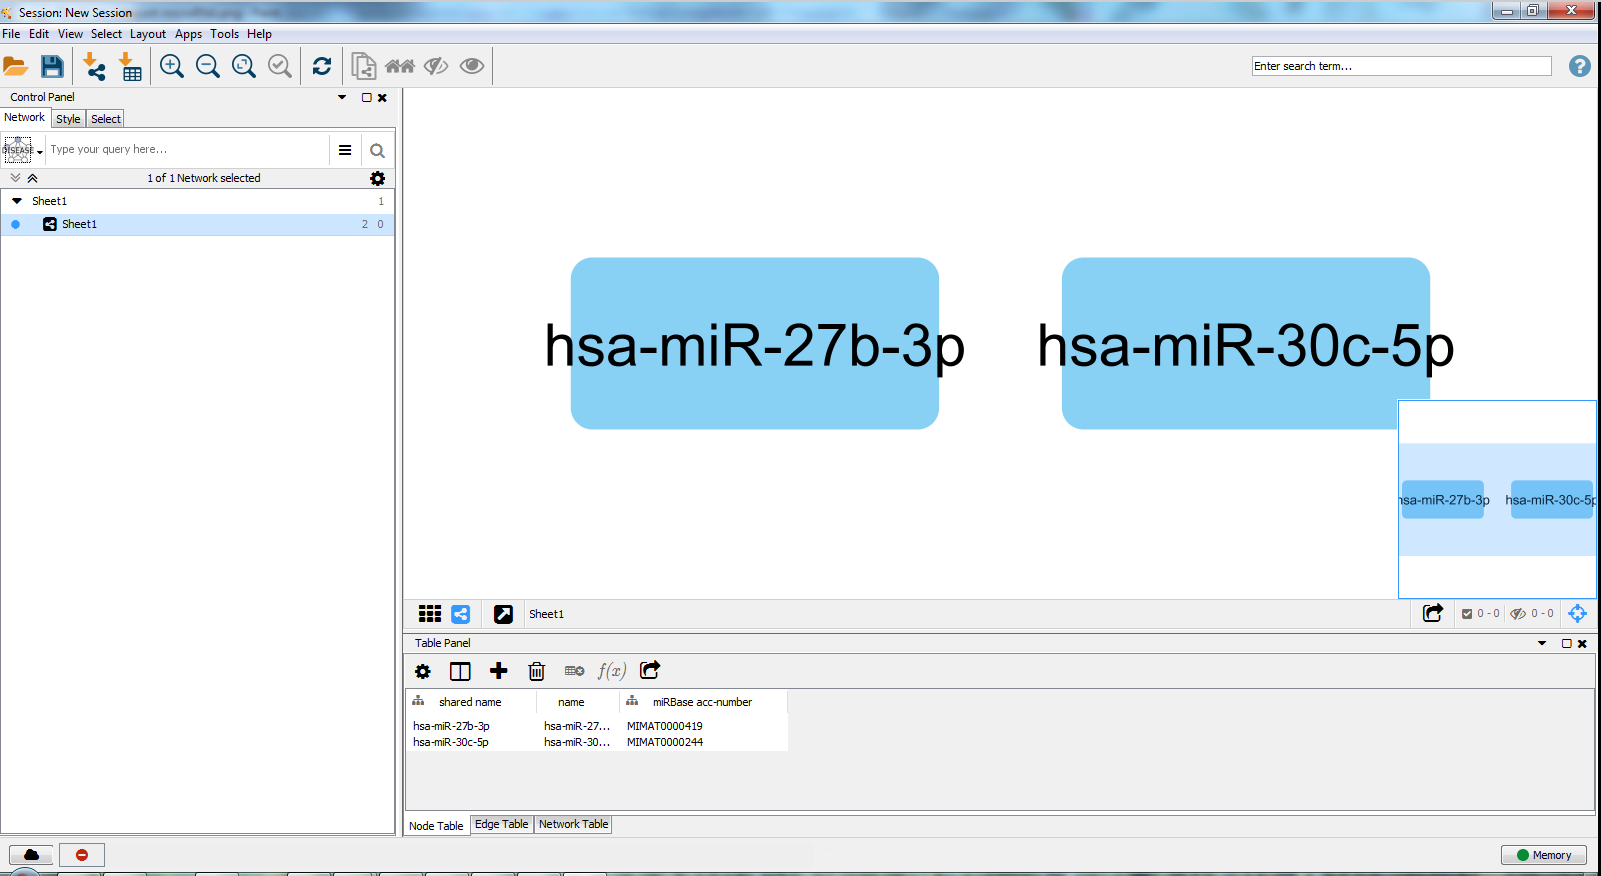 Session: New Session
File Edit View Select Layout Apps Tools Help
Enter search term...
Control Panel
Network Style Select
DISEASE Type your query here...
1 of 1 Network selected
Sheet1 1
Sheet1 2 0
hsa-miR-27b-3p hsa-miR-30c-5p
hsa-miR-27b-3p hsa-miR-30c-5p
Sheet1 0 - 0 0 - 0
Table Panel
f(x)
shared name name miRBase acc-number
hsa-miR-27b-3p hsa-miR-27... MIMAT0000419
hsa-miR-30c-5p hsa-miR-30... MIMAT0000244
Node Table Edge Table Network Table
Memory